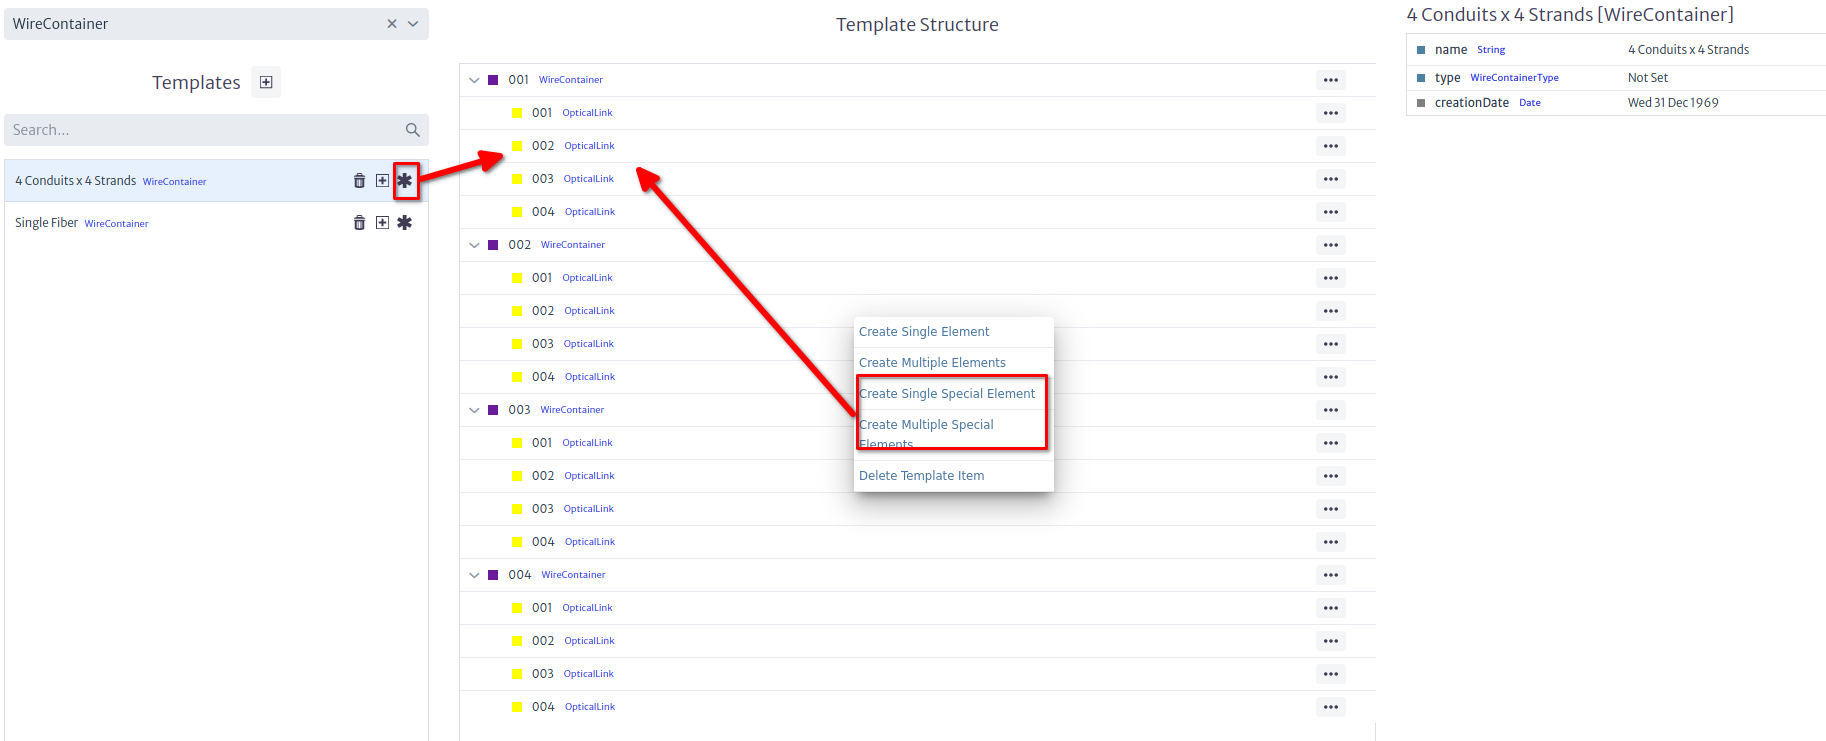 WireContainer
Templates
Search...
4 Conduits x 4 Strands WireContainer
Single Fiber WireContainer
Template Structure
001 WireContainer
001 OpticalLink
002 OpticalLink
003 OpticalLink
004 OpticalLink
002 WireContainer
001 OpticalLink
002 OpticalLink
003 OpticalLink
004 OpticalLink
003 WireContainer
001 OpticalLink
002 OpticalLink
003 OpticalLink
004 OpticalLink
004 WireContainer
001 OpticalLink
002 OpticalLink
003 OpticalLink
004 OpticalLink
Create Single Element
Create Multiple Elements
Create Single Special Element
Create Multiple Special
Elements
Delete Template Item
4 Conduits x 4 Strands [WireContainer]
name String 4 Conduits x 4 Strands
type WireContainerType Not Set
creationDate Date Wed 31 Dec 1969